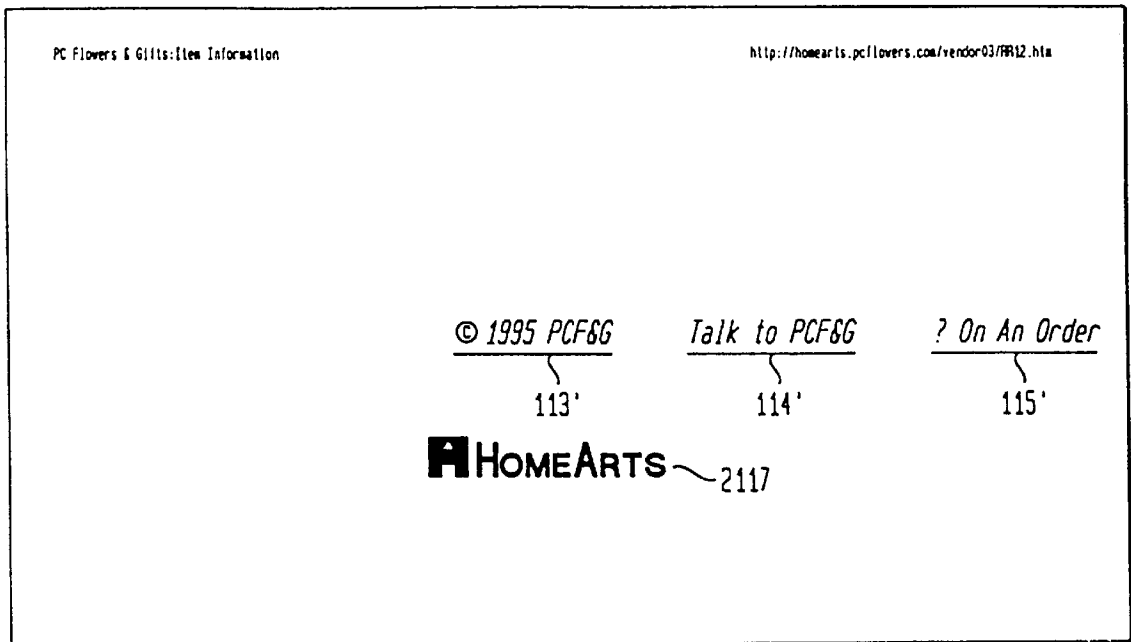 PC Flowers & Gifts:Item Information http://homearts.pcflowers.com/vendor03/RR12.htm
© 1995 PCF&G Talk to PCF&G ? On An Order
113' 114' 115'
HOMEARTS 2117